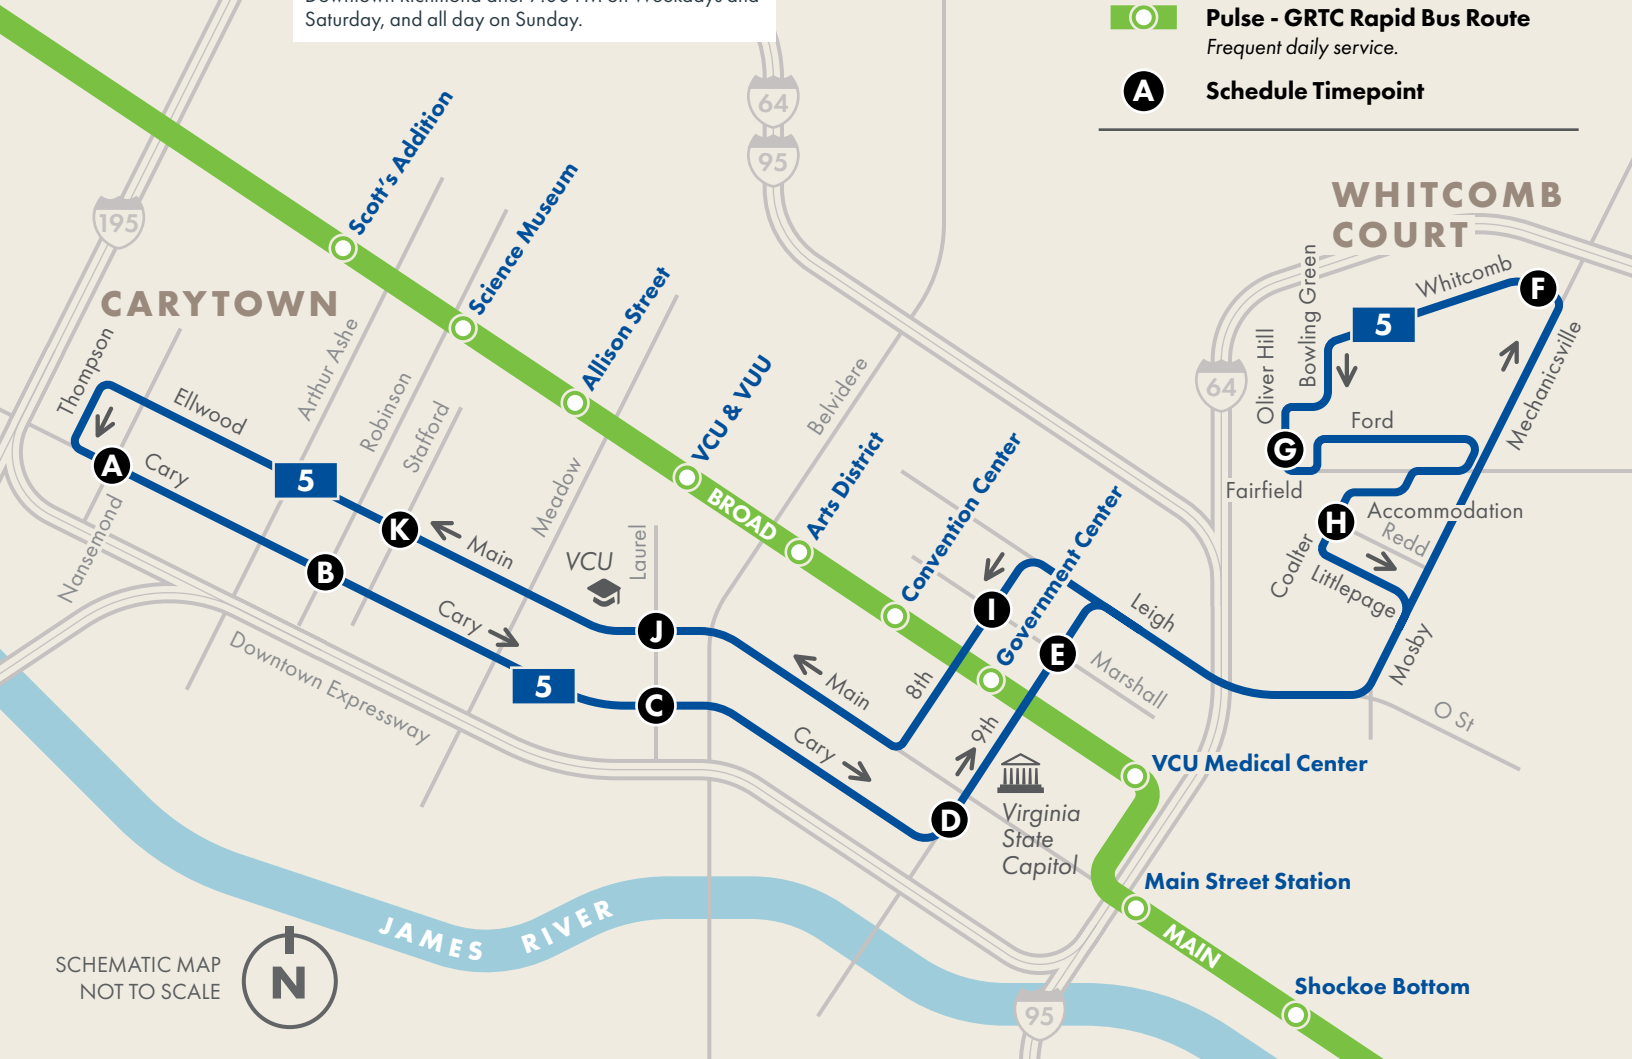 Saturday, and all day on Sunday.
Pulse - GRTC Rapid Bus Route
Frequent daily service.
A
Schedule Timepoint
64
95
195
Scott's Addition
Science Museum
Allison Street
VCU & VUU
Arts District
Convention Center
Government Center
BROAD
WHITCOMB
COURT
CARYTOWN
Thompson
Ellwood
Arthur Ashe
Robinson
Stafford
Meadow
Belvidere
Laurel
VCU
A
Cary
5
K
Main
B
Nansemond
Cary
5
J
C
Downtown Expressway
Main
Cary
8th
9th
I
E
D
Marshall
Leigh
Virginia
State
Capitol
64
Oliver Hill
Bowling Green
5
Whitcomb
F
Mechanicsville
Ford
G
Fairfield
H
Accommodation
Redd
Coalter
Littlepage
Mosby
O St
VCU Medical Center
Main Street Station
MAIN
Shockoe Bottom
95
JAMES RIVER
SCHEMATIC MAP
NOT TO SCALE
N